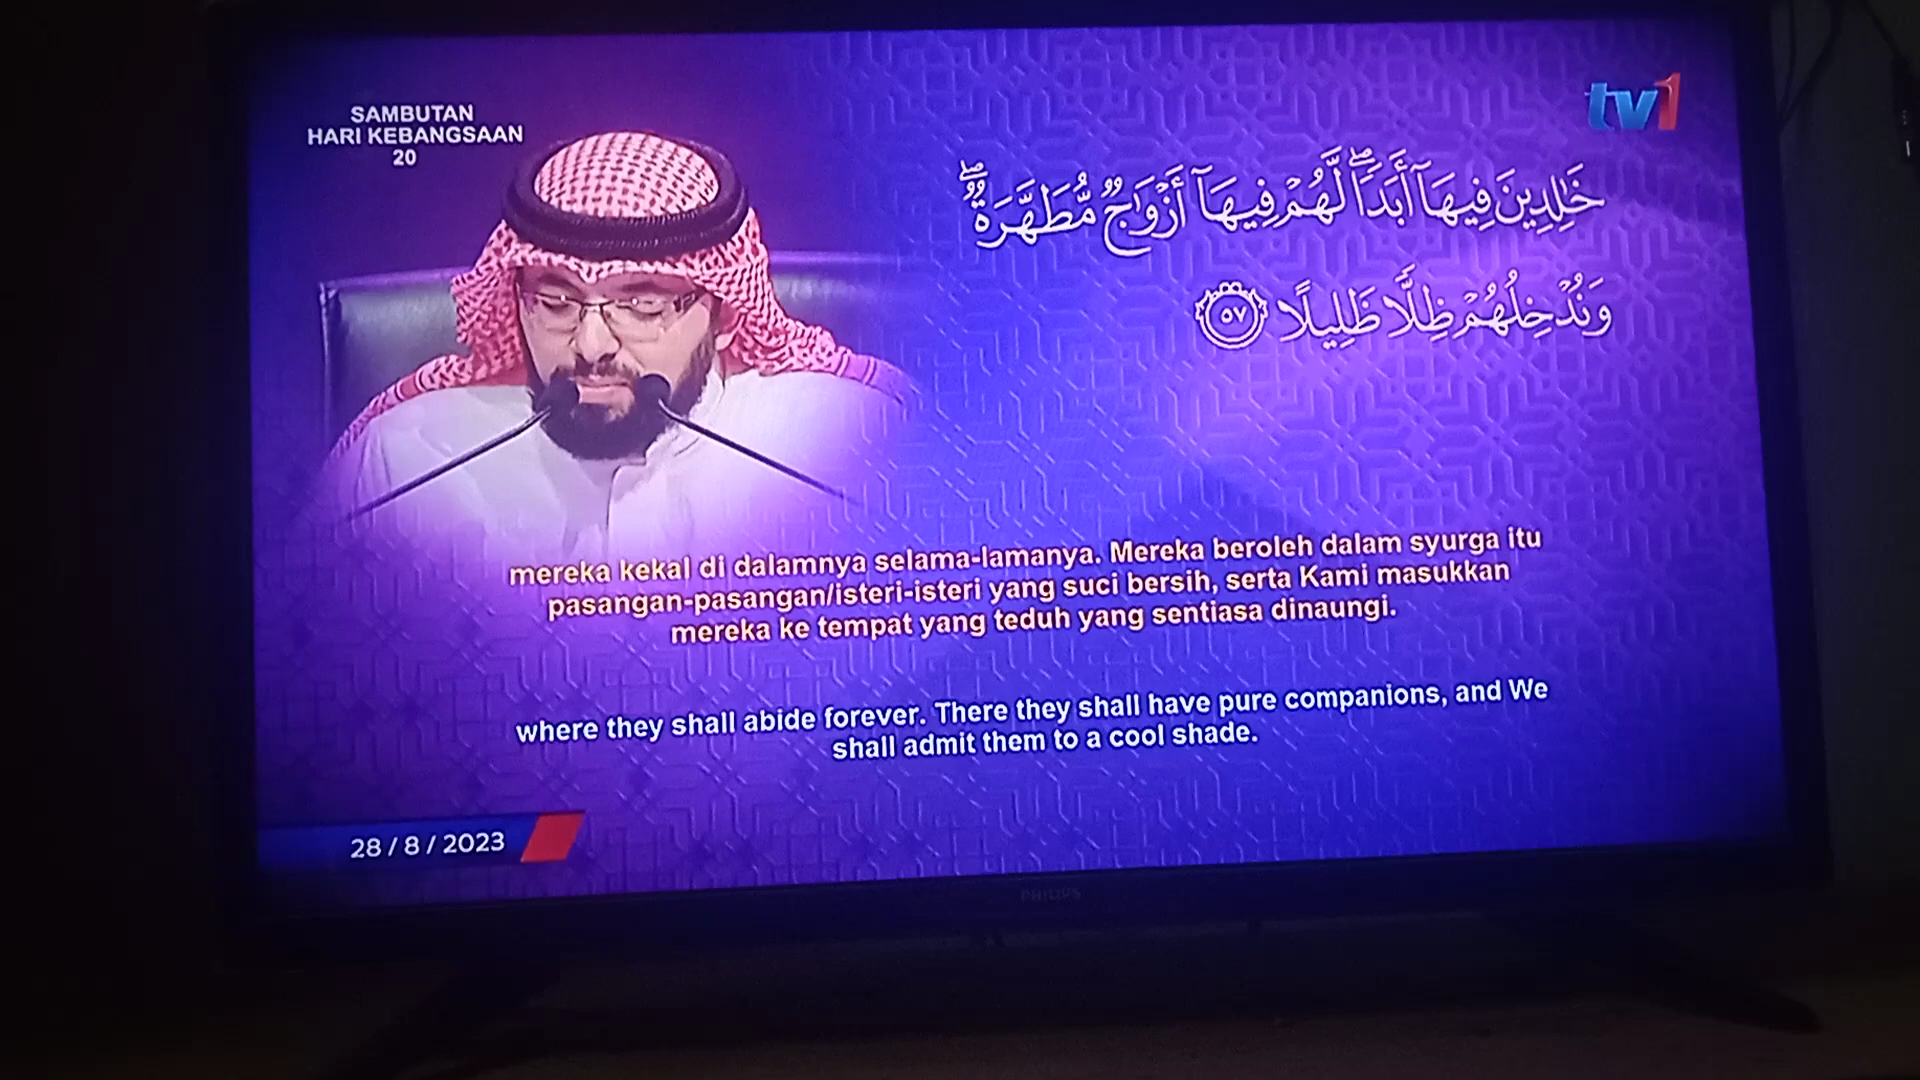 SAMBUTAN
HARI KEBANGSAAN
20
tv1
خَٰلِدِينَ فِيهَآ أَبَدٗاۖ لَّهُمۡ فِيهَآ أَزۡوَٰجٞ مُّطَهَّرَةٞۖ
وَنُدۡخِلُهُمۡ ظِلّٗا ظَلِيلًا ٥٧
mereka kekal di dalamnya selama-lamanya. Mereka beroleh dalam syurga itu
pasangan-pasangan/isteri-isteri yang suci bersih, serta Kami masukkan
mereka ke tempat yang teduh yang sentiasa dinaungi.
where they shall abide forever. There they shall have pure companions, and We
shall admit them to a cool shade.
28 / 8 / 2023
PHILIPS